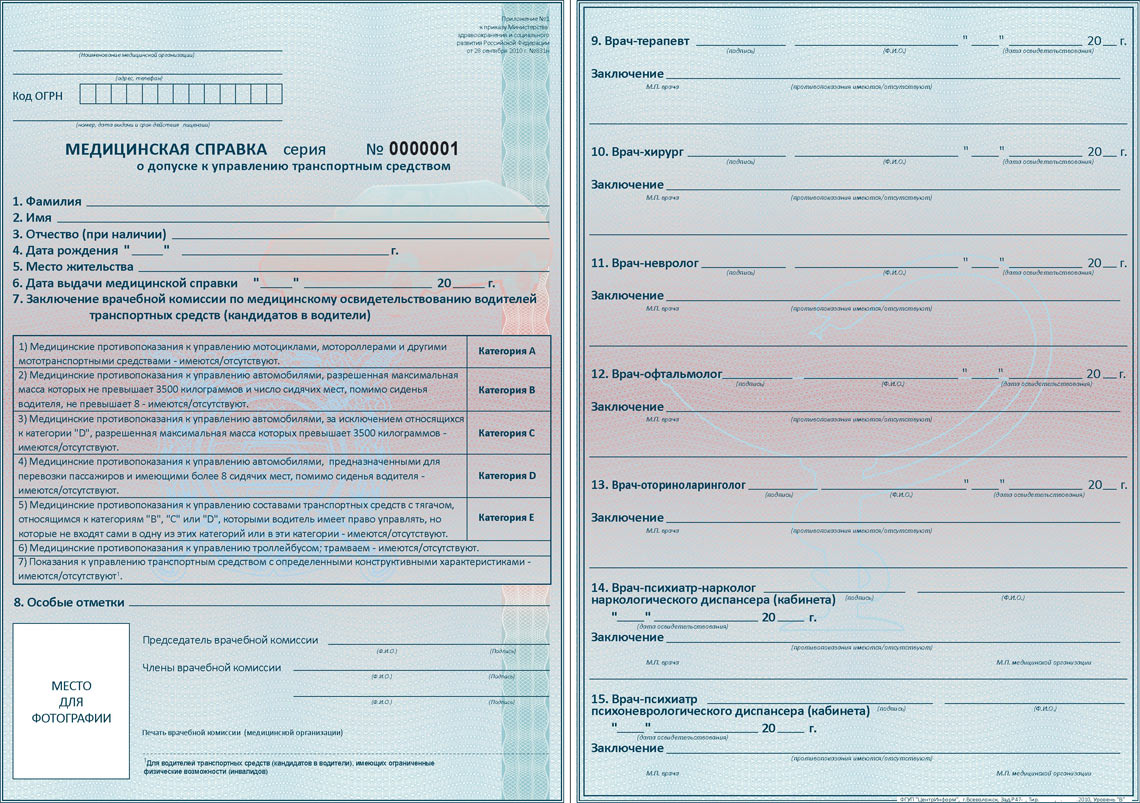 Приложение №1
к приказу Министерства
здравоохранения и социального
развития Российской Федерации
от 28 сентября 2010 г. №831н
(Наименование медицинской организации)
(адрес, телефон)
Код ОГРН
(номер, дата выдачи и срок действия лицензии)
МЕДИЦИНСКАЯ СПРАВКА серия № 0000001
о допуске к управлению транспортным средством
1. Фамилия
2. Имя
3. Отчество (при наличии)
4. Дата рождения "_____" г.
5. Место жительства
6. Дата выдачи медицинской справки "_____" 20_____ г.
7. Заключение врачебной комиссии по медицинскому освидетельствованию водителей
транспортных средств (кандидатов в водители)
1) Медицинские противопоказания к управлению мотоциклами, мотороллерами и другими
мототранспортными средствами - имеются/отсутствуют.
Категория А
2) Медицинские противопоказания к управлению автомобилями, разрешенная максимальная
масса которых не превышает 3500 килограммов и число сидячих мест, помимо сиденья
водителя, не превышает 8 - имеются/отсутствуют.
Категория В
3) Медицинские противопоказания к управлению автомобилями, за исключением относящихся
к категории "D", разрешенная максимальная масса которых превышает 3500 килограммов -
имеются/отсутствуют.
Категория С
4) Медицинские противопоказания к управлению автомобилями, предназначенными для
перевозки пассажиров и имеющими более 8 сидячих мест, помимо сиденья водителя -
имеются/отсутствуют.
Категория D
5) Медицинские противопоказания к управлению составами транспортных средств с тягачом,
относящимся к категориям "B", "C" или "D", которыми водитель имеет право управлять, но
которые не входят сами в одну из этих категорий или в эти категории - имеются/отсутствуют.
Категория Е
6) Медицинские противопоказания к управлению троллейбусом; трамваем - имеются/отсутствуют.
7) Показания к управлению транспортным средством с определенными конструктивными характеристиками -
имеются/отсутствуют¹.
8. Особые отметки
МЕСТО
ДЛЯ
ФОТОГРАФИИ
Председатель врачебной комиссии
(Ф.И.О.) (Подпись)
Члены врачебной комиссии
(Ф.И.О.) (Подпись)
(Ф.И.О.) (Подпись)
Печать врачебной комиссии (медицинской организации)
¹Для водителей транспортных средств (кандидатов в водители), имеющих ограниченные
физические возможности (инвалидов)
9. Врач-терапевт "____" 20__ г.
(подпись) (Ф.И.О.) (дата освидетельствования)
Заключение
М.П. врача (противопоказания имеются/отсутствуют)
10. Врач-хирург "____" 20__ г.
(подпись) (Ф.И.О.) (дата освидетельствования)
Заключение
М.П. врача (противопоказания имеются/отсутствуют)
11. Врач-невролог "____" 20__ г.
(подпись) (Ф.И.О.) (дата освидетельствования)
Заключение
М.П. врача (противопоказания имеются/отсутствуют)
12. Врач-офтальмолог "____" 20__ г.
(подпись) (Ф.И.О.) (дата освидетельствования)
Заключение
М.П. врача (противопоказания имеются/отсутствуют)
13. Врач-оториноларинголог "____" 20__ г.
(подпись) (Ф.И.О.) (дата освидетельствования)
Заключение
М.П. врача (противопоказания имеются/отсутствуют)
14. Врач-психиатр-нарколог
наркологического диспансера (кабинета) (подпись) (Ф.И.О.)
"____" 20____ г.
(дата освидетельствования)
Заключение
(противопоказания имеются/отсутствуют)
М.П. врача М.П. медицинской организации
15. Врач-психиатр
психоневрологического диспансера (кабинета) (подпись) (Ф.И.О.)
"____" 20____ г.
(дата освидетельствования)
Заключение
(противопоказания имеются/отсутствуют)
М.П. врача М.П. медицинской организации
ФГУП "ЦентрИнформ", г.Всеволожск, Тир. 2010, Уровень "В"